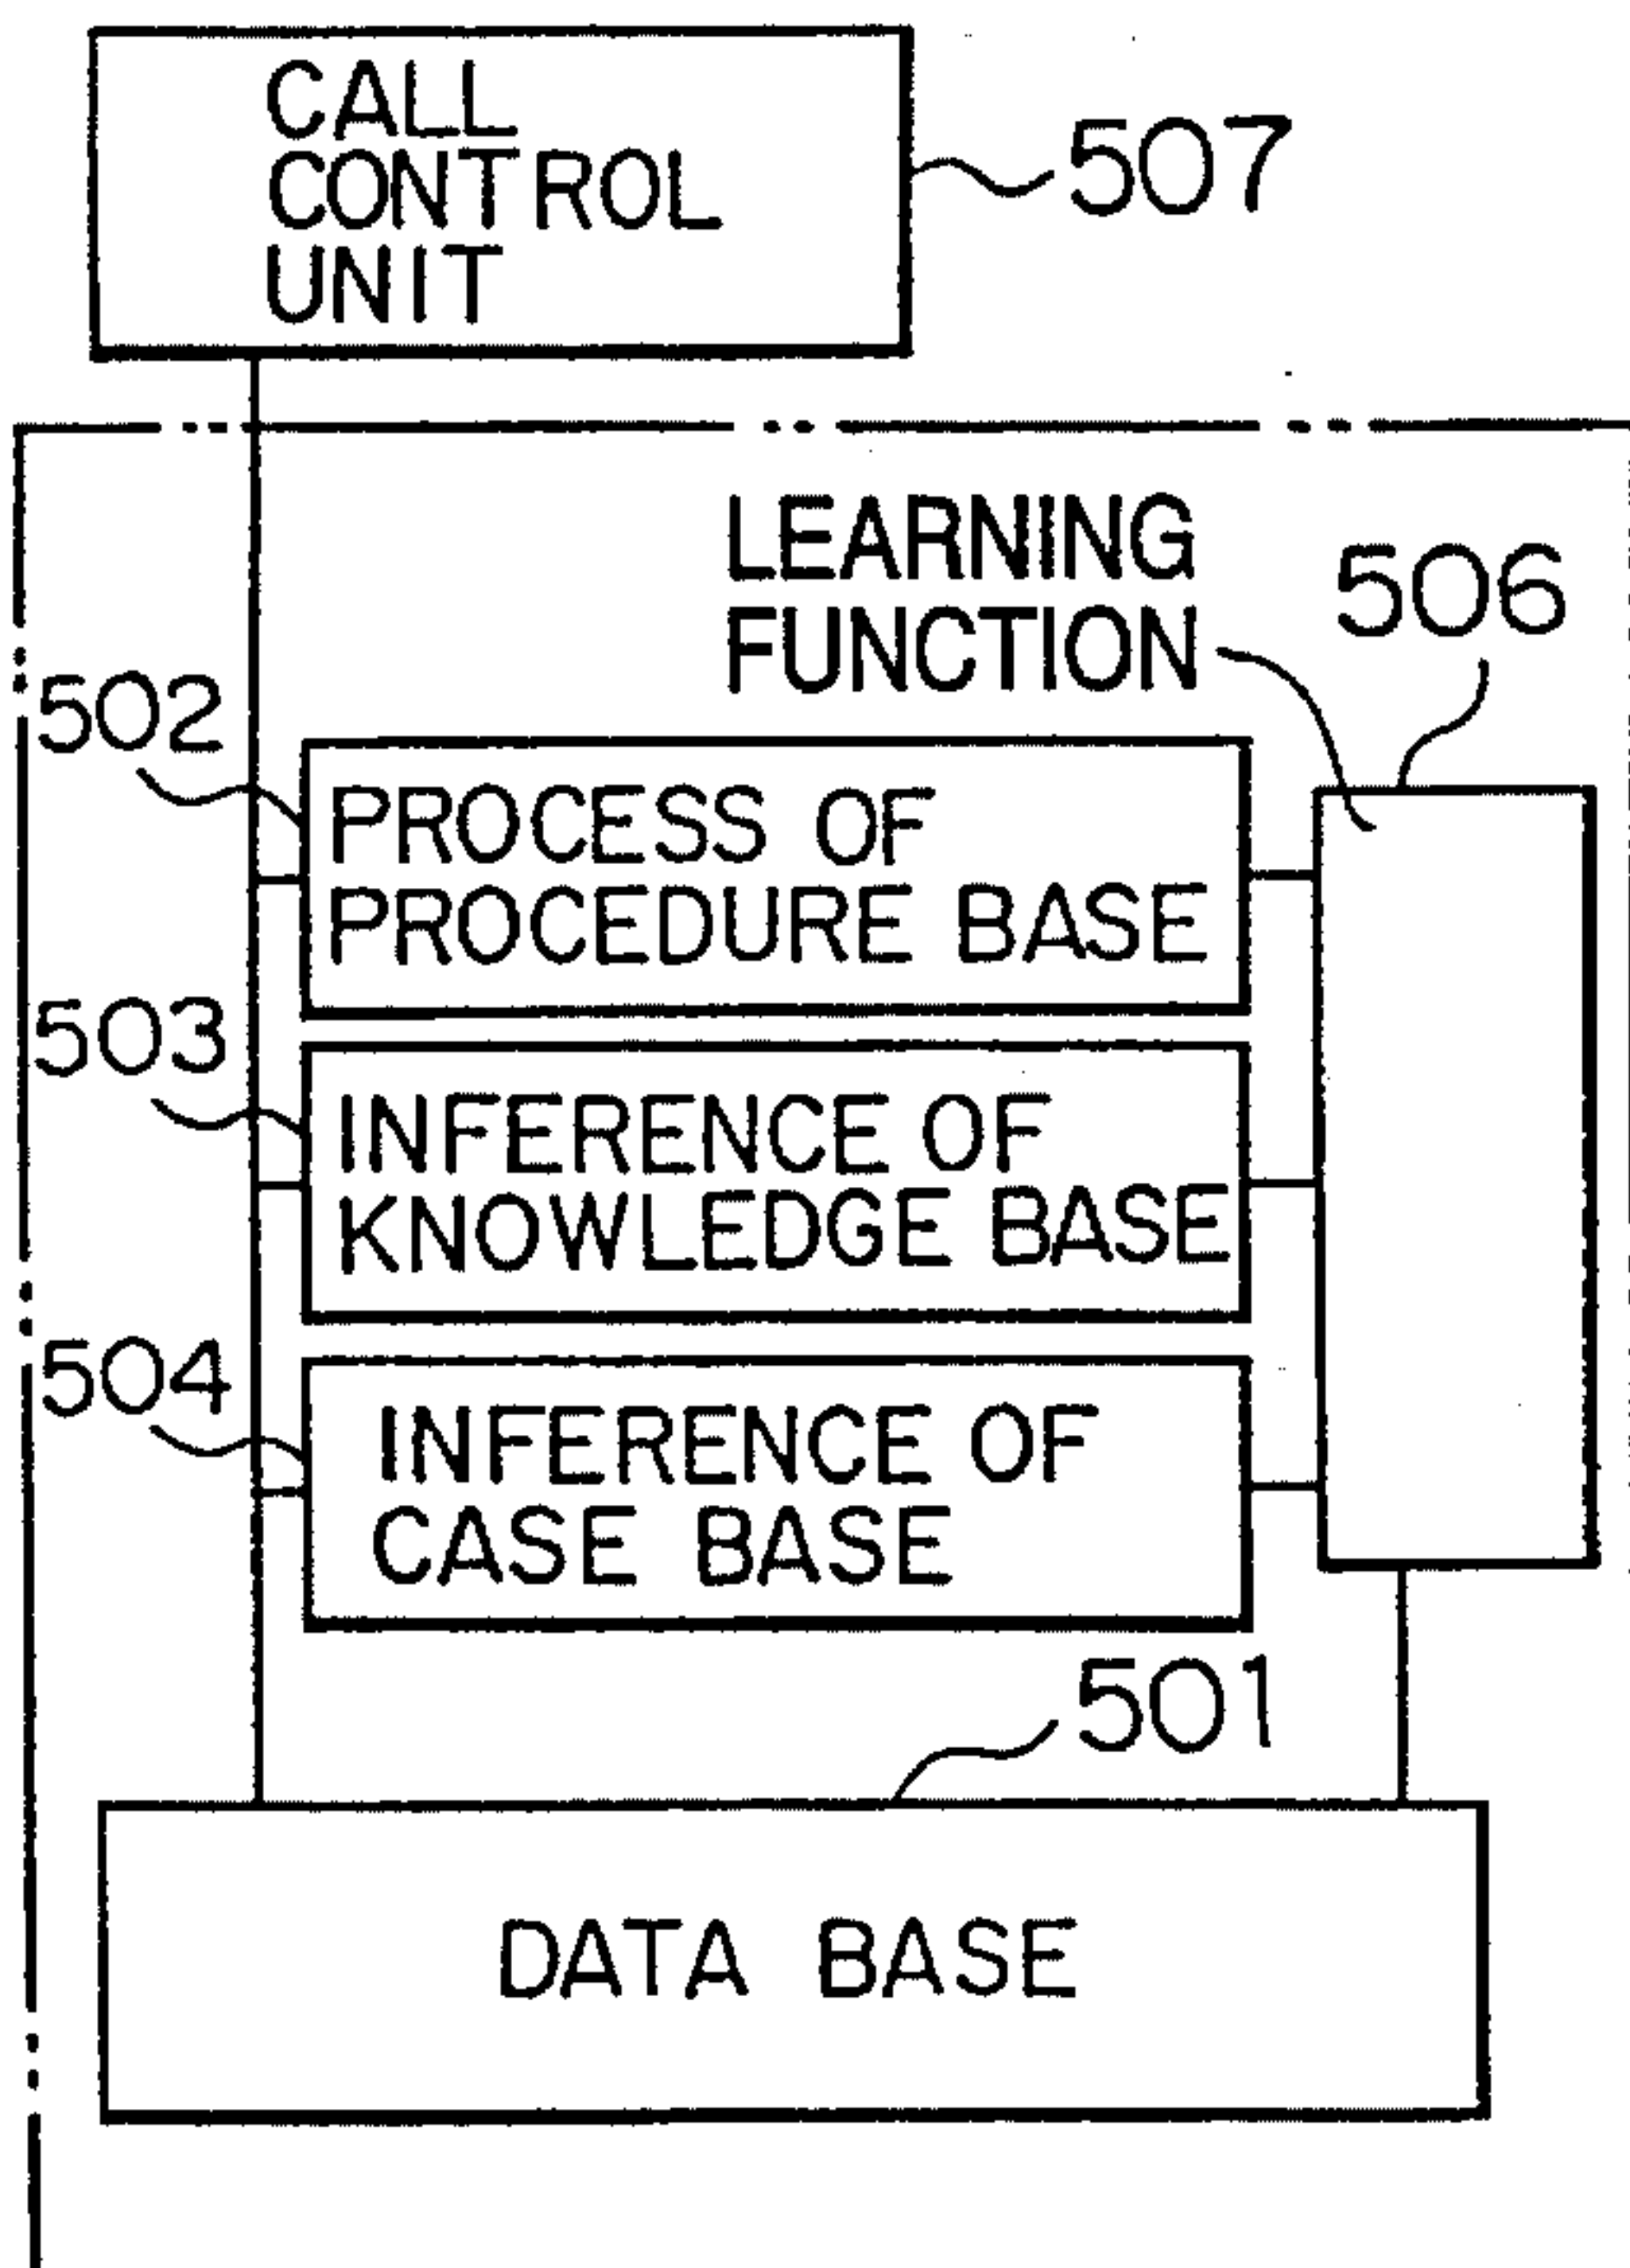 CALL
CONTROL
UNIT
507
LEARNING
FUNCTION
506
502
PROCESS OF
PROCEDURE BASE
503
INFERENCE OF
KNOWLEDGE BASE
504
INFERENCE OF
CASE BASE
501
DATA BASE